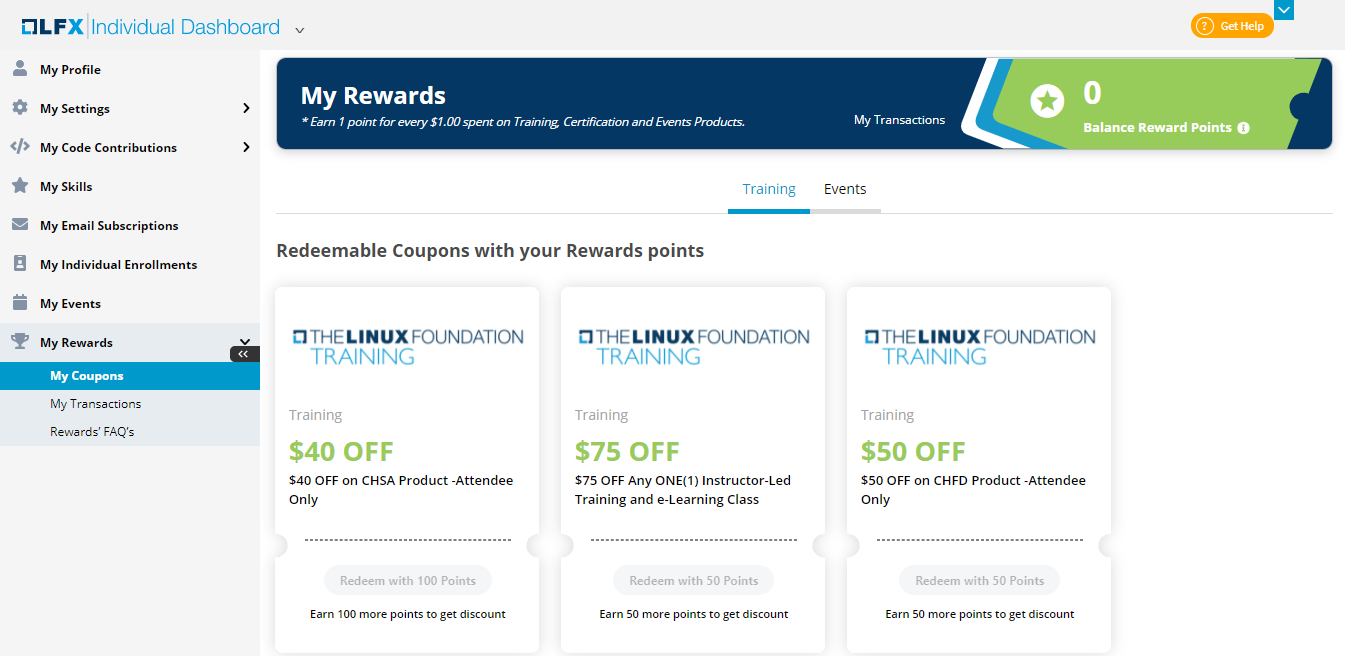 LFX Individual Dashboard
Get Help
My Profile
My Settings
My Code Contributions
My Skills
My Email Subscriptions
My Individual Enrollments
My Events
My Rewards
My Coupons
My Transactions
Rewards' FAQ's
My Rewards
* Earn 1 point for every $1.00 spent on Training, Certification and Events Products.
My Transactions
0
Balance Reward Points
Training
Events
Redeemable Coupons with your Rewards points
THE LINUX FOUNDATION
TRAINING
Training
$40 OFF
$40 OFF on CHSA Product -Attendee
Only
Redeem with 100 Points
Earn 100 more points to get discount
THE LINUX FOUNDATION
TRAINING
Training
$75 OFF
$75 OFF Any ONE(1) Instructor-Led
Training and e-Learning Class
Redeem with 50 Points
Earn 50 more points to get discount
THE LINUX FOUNDATION
TRAINING
Training
$50 OFF
$50 OFF on CHFD Product -Attendee
Only
Redeem with 50 Points
Earn 50 more points to get discount